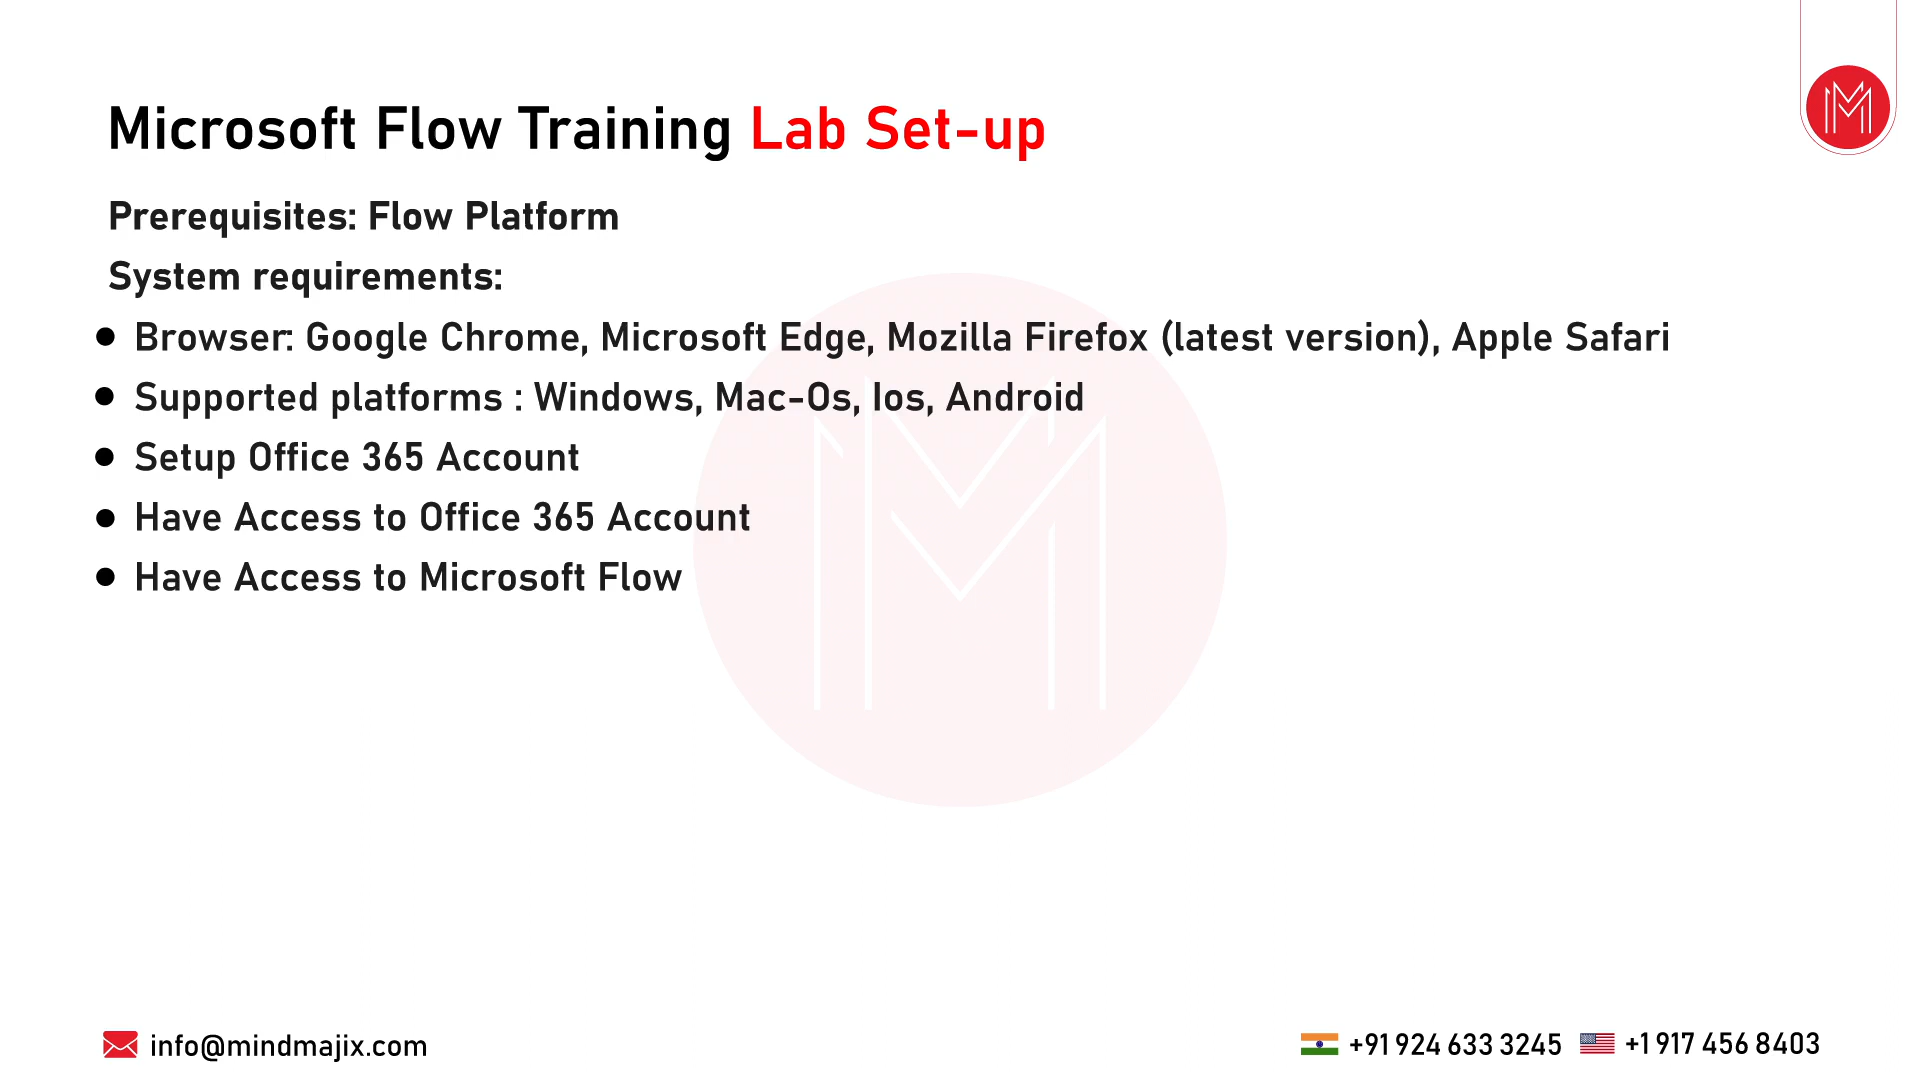 Microsoft Flow Training Lab Set-up
Prerequisites: Flow Platform
System requirements:
● Browser: Google Chrome, Microsoft Edge, Mozilla Firefox (latest version), Apple Safari
● Supported platforms : Windows, Mac-Os, Ios, Android
● Setup Office 365 Account
● Have Access to Office 365 Account
● Have Access to Microsoft Flow
info@mindmajix.com
+91 924 633 3245
+1 917 456 8403